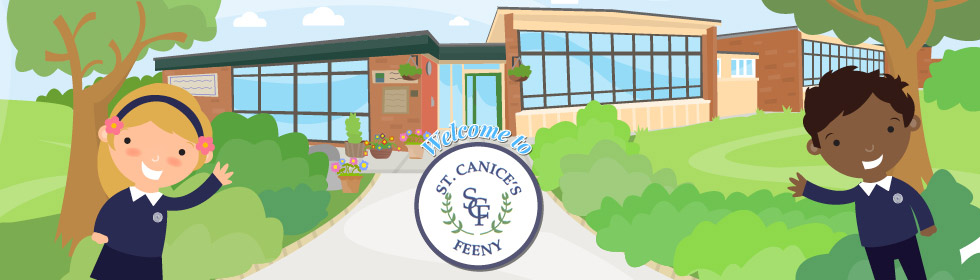 Welcome to
ST. CANICE'S
SCF
FEENY